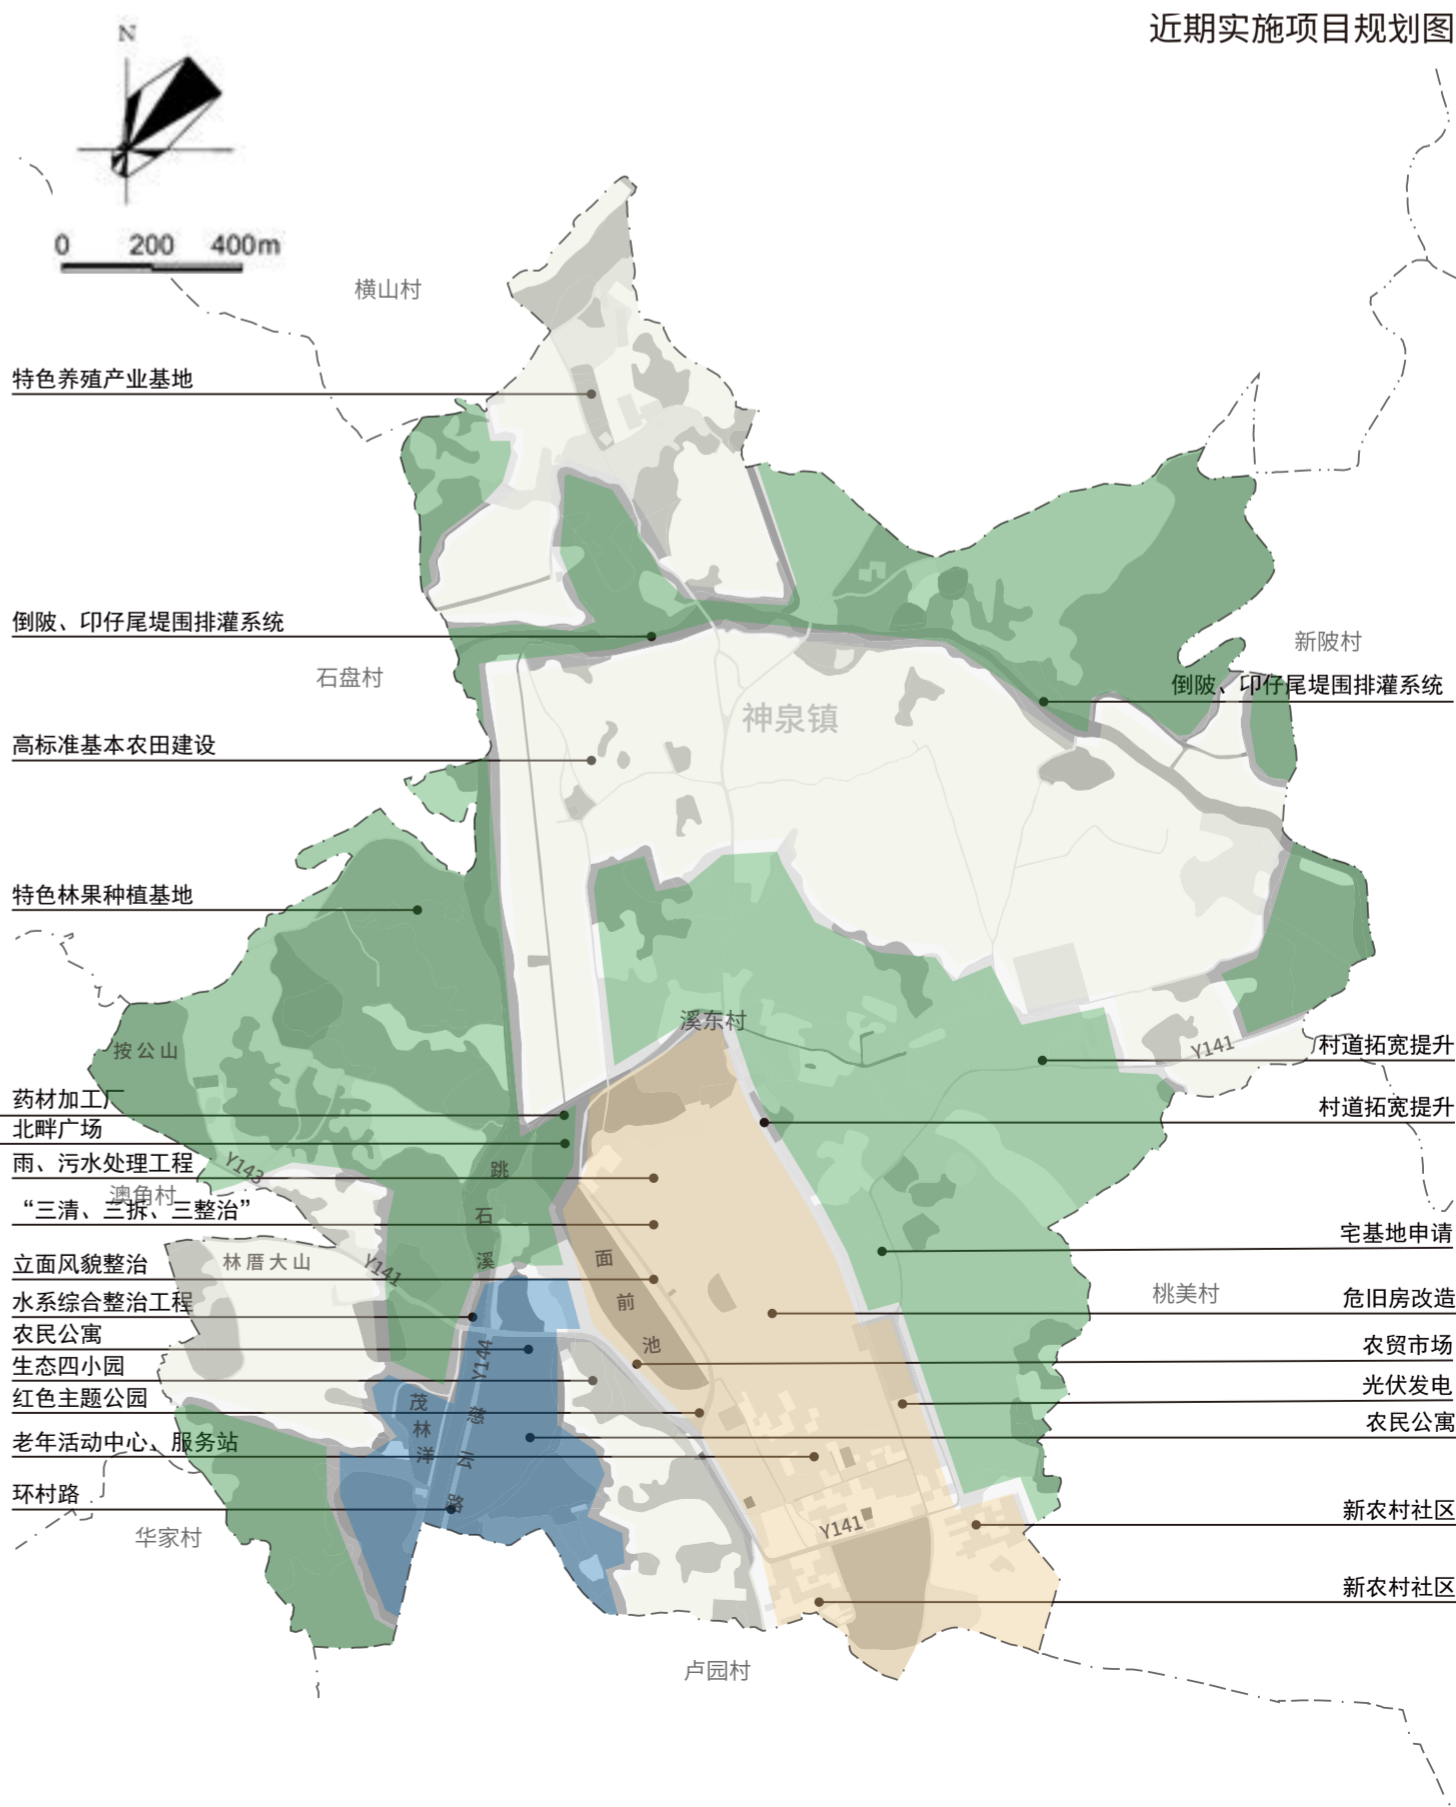 近期实施项目规划图
N
0 200 400m
横山村
特色养殖产业基地
倒陂、卬仔尾堤围排灌系统
新陂村
石盘村
倒陂、卬仔尾堤围排灌系统
神泉镇
高标准基本农田建设
特色林果种植基地
溪东村
按公山
Y141
村道拓宽提升
药材加工厂
村道拓宽提升
北畔广场
雨、污水处理工程
Y143
跳石溪
澳角村
“三清、三拆、三整治”
宅基地申请
林厝大山
Y141
立面风貌整治
面前池
桃美村
水系综合整治工程
危旧房改造
农民公寓
Y144
农贸市场
生态四小园
光伏发电
红色主题公园
茂林洋
慈云路
农民公寓
老年活动中心、服务站
环村路
新农村社区
Y141
华家村
新农村社区
卢园村